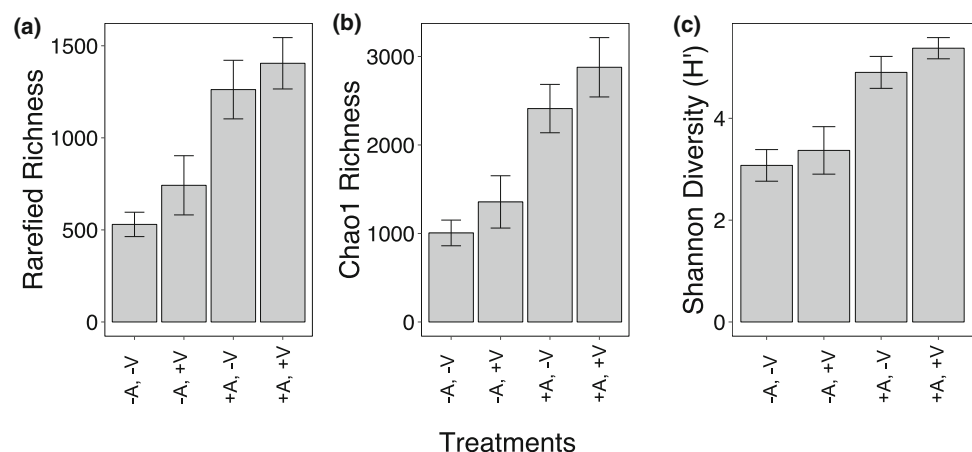 (a)
Rarefied Richness
1500
1000
500
0
-A, -V
-A, +V
+A, -V
+A, +V
(b)
Chao1 Richness
3000
2000
1000
0
-A, -V
-A, +V
+A, -V
+A, +V
(c)
Shannon Diversity (H')
4
2
0
-A, -V
-A, +V
+A, -V
+A, +V
Treatments